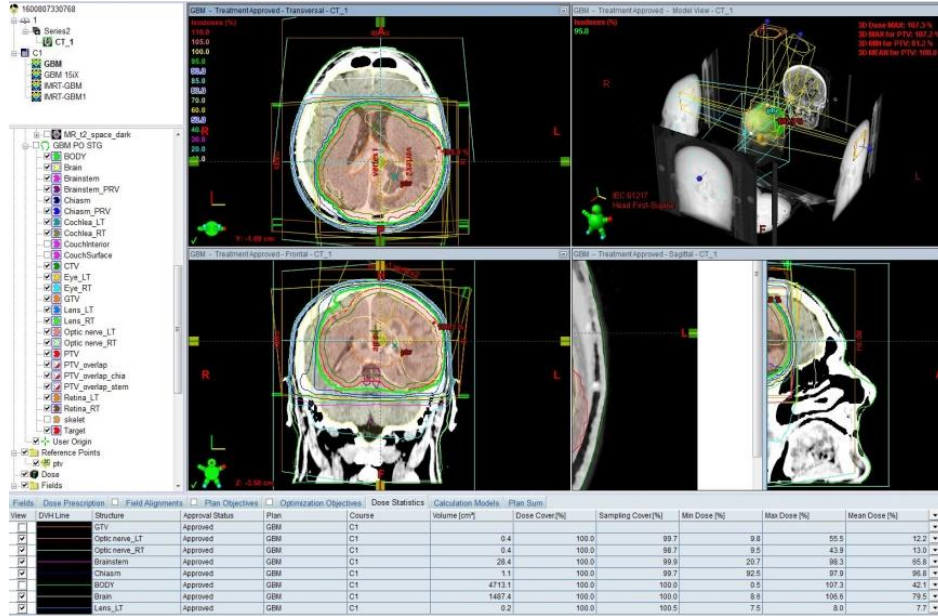 1600807330768
1
Series2
CT_1
C1
GBM
GBM 15iX
IMRT-GBM
IMRT-GBM1
MR_t2_space_dark
GBM PO STG
BODY
Brain
Brainstem
Brainstem_PRV
Chiasm
Chiasm_PRV
Cochlea_LT
Cochlea_RT
CouchInterior
CouchSurface
CTV
Eye_LT
Eye_RT
GTV
Lens_LT
Lens_RT
Optic nerve_LT
Optic nerve_RT
PTV
PTV_overlap
PTV_overlap_chia
PTV_overlap_stem
Retina_LT
Retina_RT
skelet
Target
User Origin
Reference Points
ptv
Dose
Fields
GBM - Treatment Approved - Transversal - CT_1
Isodoses (%)
110.0
105.0
100.0
95.0
90.0
80.0
70.0
60.0
50.0
40.0
30.0
20.0
R
L
Y: -1.09 cm
GBM - Treatment Approved - Model View - CT_1
Isodoses (%)
95.0
3D Dose MAX: 107.3 %
3D MAX for PTV: 107.2 %
3D MIN for PTV: 81.2 %
R
L
F
IEC 61217
Head First-Supine
GBM - Treatment Approved - Frontal - CT_1
R
L
F
Z: -3.50 cm
GBM - Treatment Approved - Sagittal - CT_1
L
Fields Dose Prescription Field Alignments Plan Objectives Optimization Objectives Dose Statistics Calculation Models Plan Sum
View DVH Line Structure Approval Status Plan Course Volume [cm³] Dose Cover.[%] Sampling Cover.[%] Min Dose [%] Max Dose [%] Mean Dose [%]
GTV Approved GBM C1
Optic nerve_LT Approved GBM C1 0.4 100.0 99.7 9.8 55.5 12.2
Optic nerve_RT Approved GBM C1 0.4 100.0 98.7 9.5 43.9 13.0
Brainstem Approved GBM C1 28.4 100.0 99.9 20.7 98.3 65.8
Chiasm Approved GBM C1 1.1 100.0 99.7 92.5 97.9 96.8
BODY Approved GBM C1 4713.1 100.0 100.0 0.5 107.3 42.1
Brain Approved GBM C1 1487.4 100.0 100.0 8.6 106.6 79.5
Lens_LT Approved GBM C1 0.2 100.0 100.5 7.5 8.0 7.7